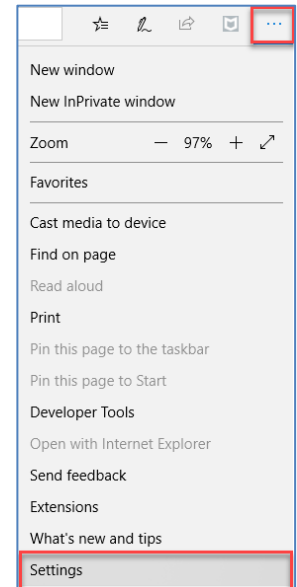 New window
New InPrivate window
Zoom — 97% +
Favorites
Cast media to device
Find on page
Read aloud
Print
Pin this page to the taskbar
Pin this page to Start
Developer Tools
Open with Internet Explorer
Send feedback
Extensions
What's new and tips
Settings